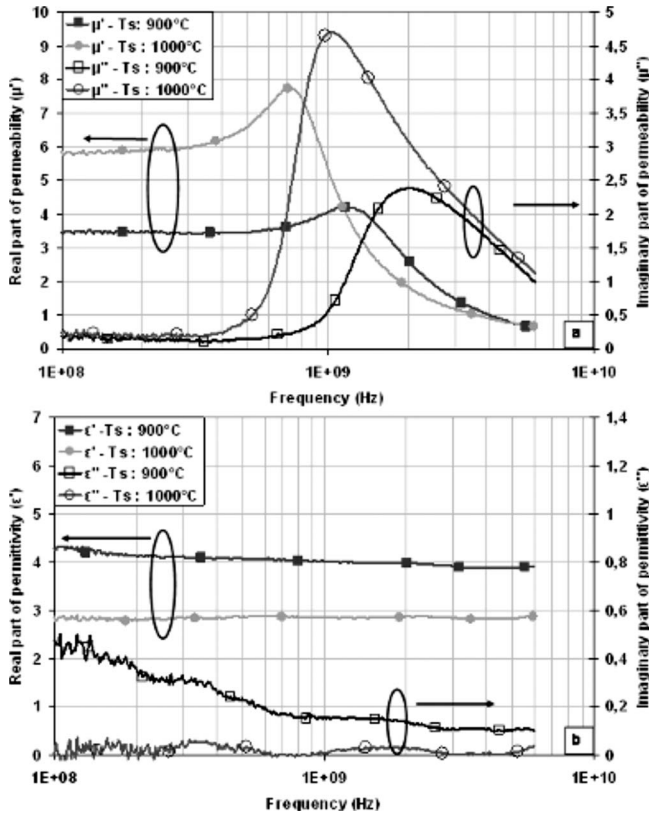 µ' - Ts: 900°C
µ' - Ts : 1000°C
µ'' - Ts : 900°C
µ'' - Ts : 1000°C
Real part of permeability (µ')
10
9
8
7
6
5
4
3
2
1
0
5
4,5
4
3,5
3
2,5
2
1,5
1
0,5
0
Imaginary part of permeability (µ'')
a
1E+08
1E+09
1E+10
Frequency (Hz)
ε' -Ts : 900°C
ε' - Ts : 1000°C
ε'' - Ts : 900°C
ε'' - Ts : 1000°C
Real part of permittivity (ε')
7
6
5
4
3
2
1
0
1,4
1,2
1
0,8
0,6
0,4
0,2
0
Imaginary part of permittivity (ε'')
b
1E+08
1E+09
1E+10
Frequency (Hz)